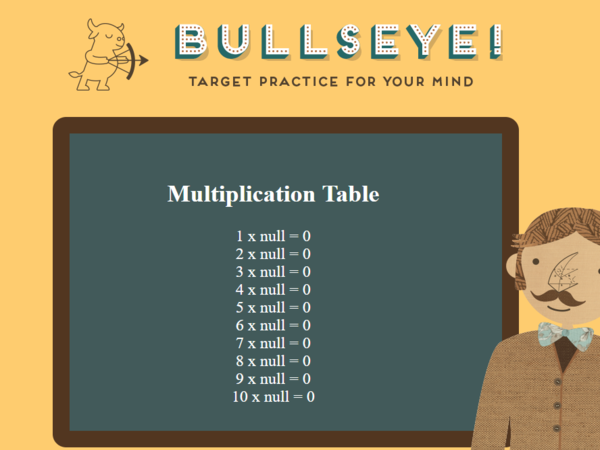 BULLSEYE!
TARGET PRACTICE FOR YOUR MIND
Multiplication Table
1 x null = 0
2 x null = 0
3 x null = 0
4 x null = 0
5 x null = 0
6 x null = 0
7 x null = 0
8 x null = 0
9 x null = 0
10 x null = 0